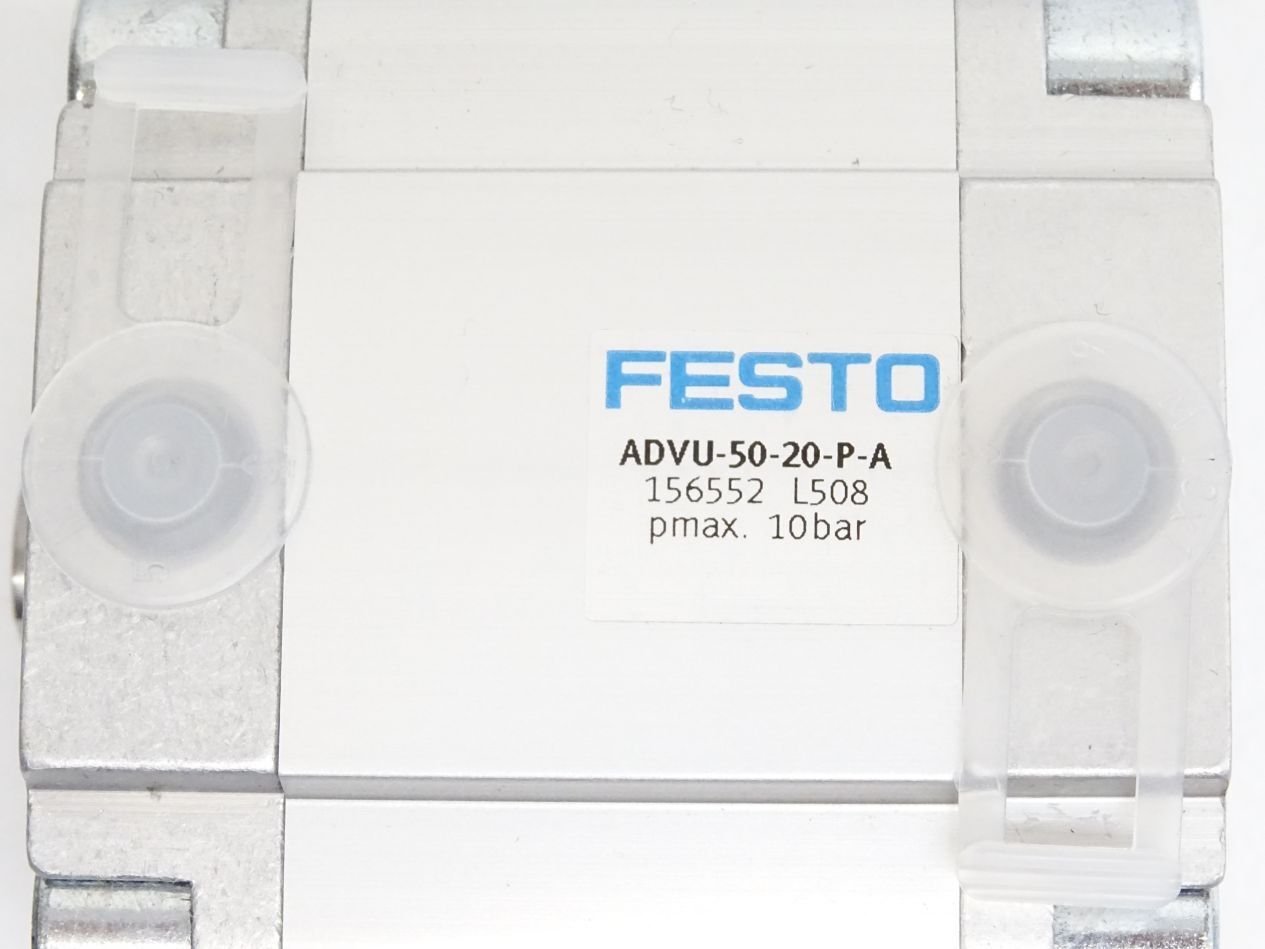 FESTO
ADVU-50-20-P-A
156552 L508
pmax. 10bar